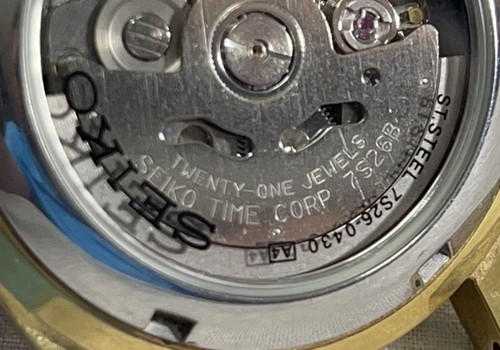 SEIKO
TWENTY-ONE JEWELS
SEIKO TIME CORP. 7S26B
ST.STEEL 7S26-0430 A4